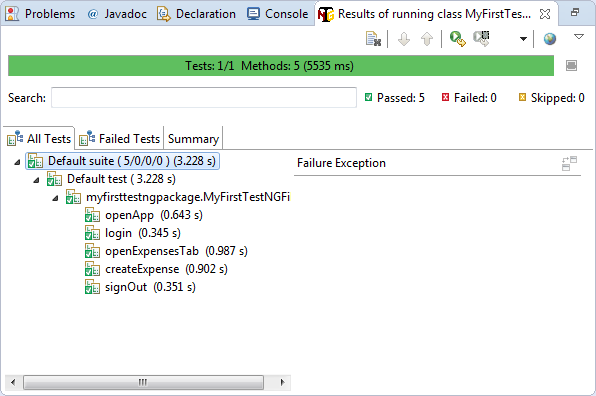 Problems @ Javadoc Declaration Console Results of running class MyFirstTes...
Tests: 1/1 Methods: 5 (5535 ms)
Search: Passed: 5 Failed: 0 Skipped: 0
All Tests Failed Tests Summary
Default suite ( 5/0/0/0 ) (3.228 s) Failure Exception
Default test ( 3.228 s)
myfirsttestngpackage.MyFirstTestNGFi
openApp (0.643 s)
login (0.345 s)
openExpensesTab (0.987 s)
createExpense (0.902 s)
signOut (0.351 s)